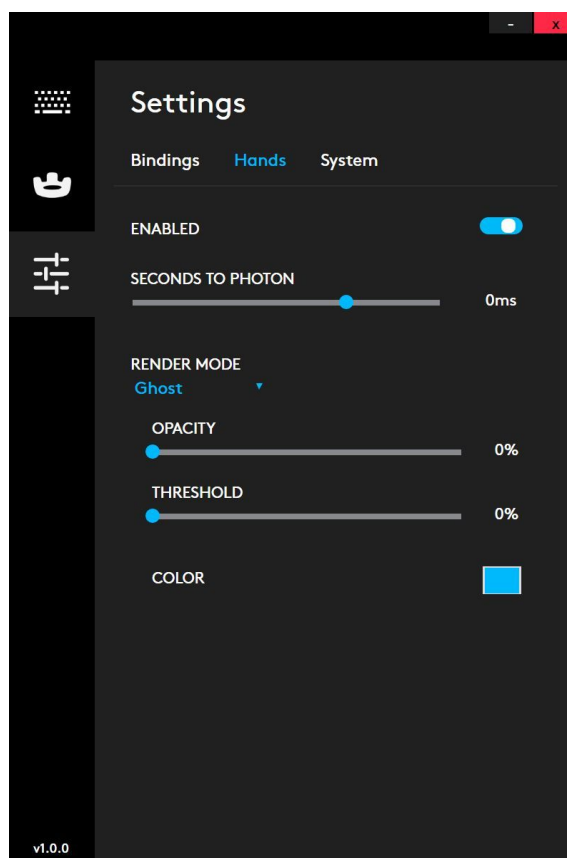 - x
Settings
Bindings Hands System
ENABLED
SECONDS TO PHOTON
0ms
RENDER MODE
Ghost
OPACITY
0%
THRESHOLD
0%
COLOR
v1.0.0